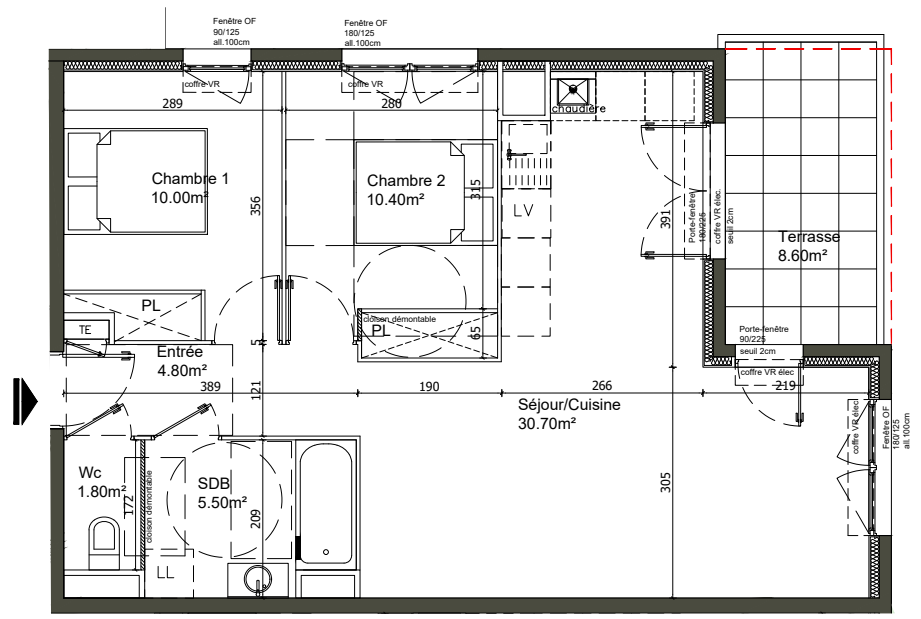 Fenêtre OF
90/125
all.100cm
Fenêtre OF
180/125
all.100cm
coffre VR
coffre VR
289
280
chaudière
Chambre 1
10.00m²
Chambre 2
10.40m²
356
315
LV
391
Porte-fenêtre
180/225
coffre VR élec.
seuil 2cm
Terrasse
8.60m²
PL
cloison démontable
PL
65
TE
5
Entrée
4.80m²
Porte-fenêtre
90/225
seuil 2cm
coffre VR élec
389
121
190
266
219
Séjour/Cuisine
30.70m²
coffre VR élec
Fenêtre OF
180/125
all.100cm
Wc
1.80m²
172
cloison démontable
SDB
5.50m²
209
305
LL